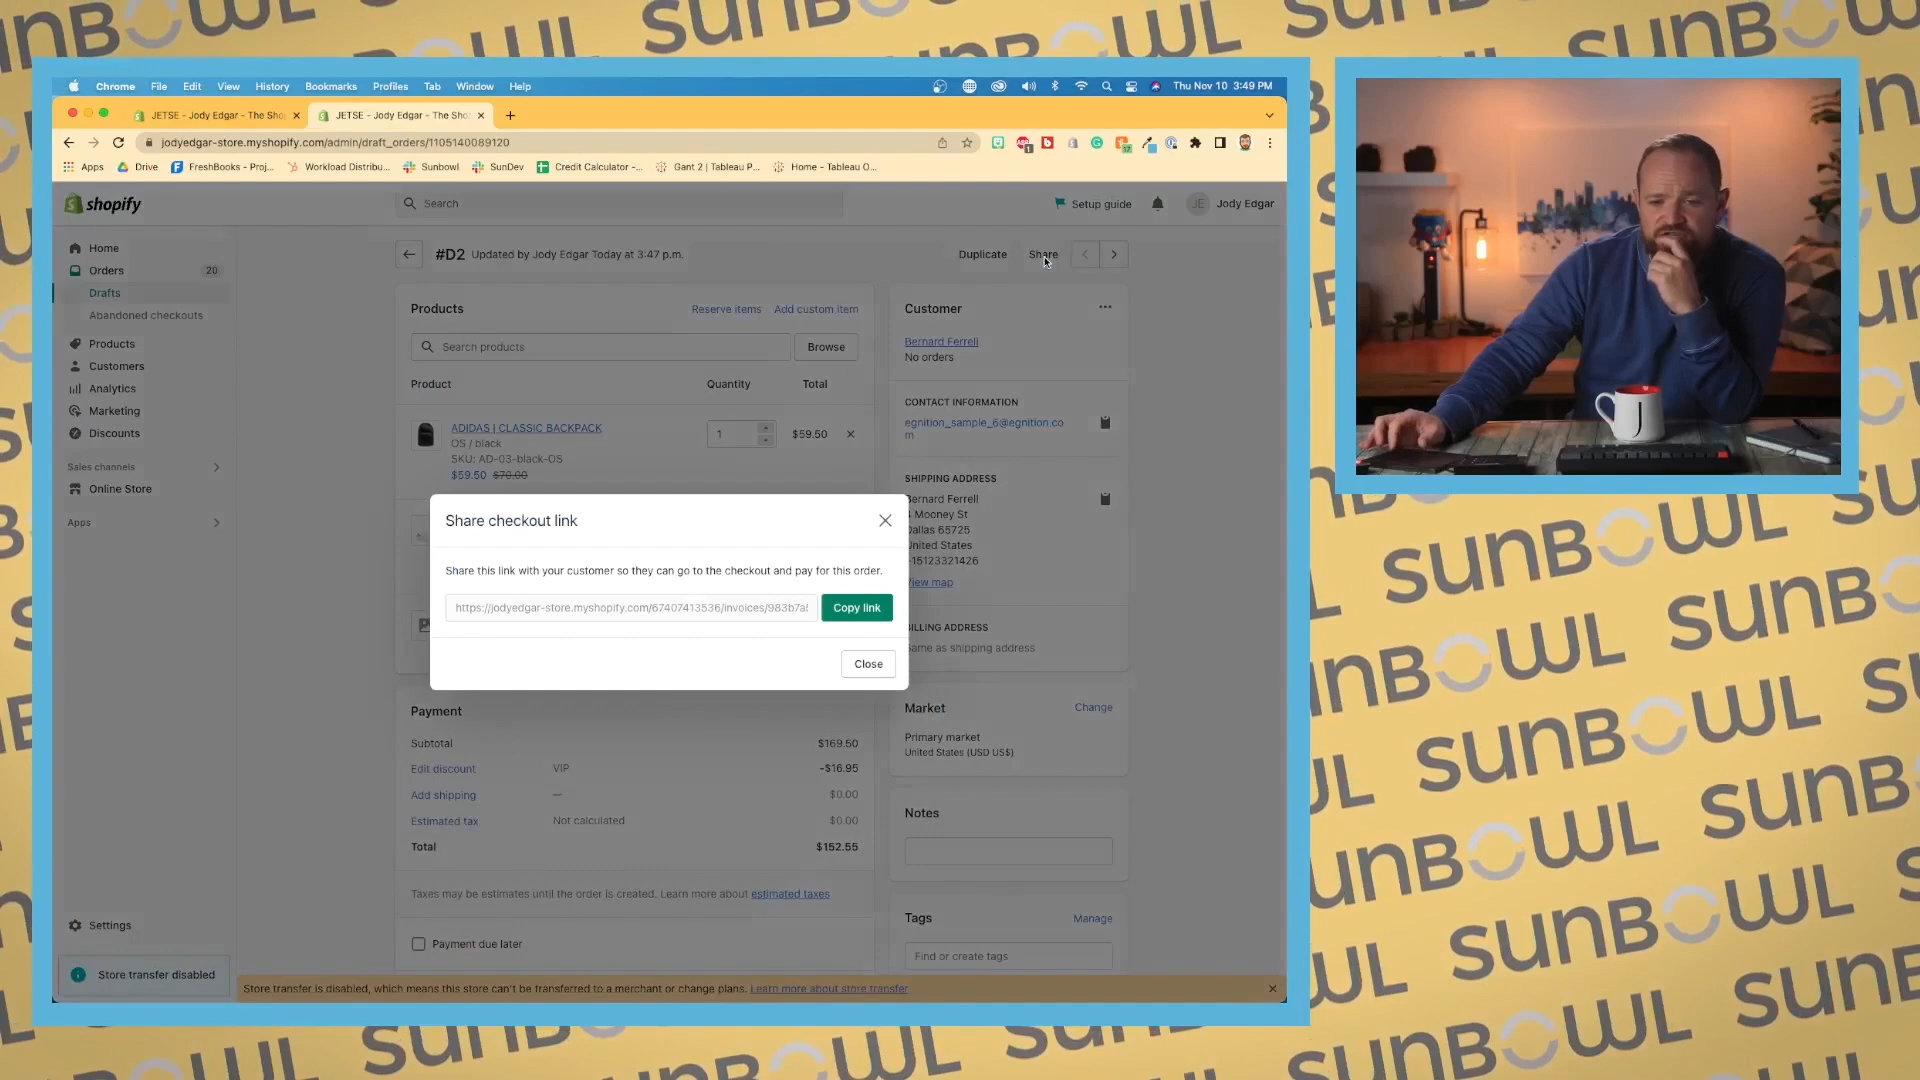 SUNBOWL
Chrome File Edit View History Bookmarks Profiles Tab Window Help Thu Nov 10 3:49 PM
JETSE - Jody Edgar - The Sho JETSE - Jody Edgar - The Sho
jodyedgar-store.myshopify.com/admin/draft_orders/1105140089120
Apps Drive FreshBooks - Proj... Workload Distribu... Sunbowl SunDev Credit Calculator -... Gant 2 | Tableau P... Home - Tableau O...
shopify
Search
Setup guide
JE Jody Edgar
Home
Orders 20
Drafts
Abandoned checkouts
Products
Customers
Analytics
Marketing
Discounts
Sales channels
Online Store
Apps
Settings
Store transfer disabled
#D2 Updated by Jody Edgar Today at 3:47 p.m.
Duplicate Share
Products Reserve items Add custom item
Search products Browse
Product Quantity Total
ADIDAS | CLASSIC BACKPACK 1 $59.50
OS / black
SKU: AD-03-black-OS
$59.50 $70.00
Share checkout link
Share this link with your customer so they can go to the checkout and pay for this order.
https://jodyedgar-store.myshopify.com/67407413536/invoices/983b7a
Copy link
Close
Payment
Subtotal $169.50
Edit discount VIP -$16.95
Add shipping — $0.00
Estimated tax Not calculated $0.00
Total $152.55
Taxes may be estimates until the order is created. Learn more about estimated taxes
Payment due later
Customer
Bernard Ferrell
No orders
CONTACT INFORMATION
egnition_sample_6@egnition.co
m
SHIPPING ADDRESS
Bernard Ferrell
Mooney St
Dallas 65725
United States
15123321426
View map
BILLING ADDRESS
Same as shipping address
Market Change
Primary market
United States (USD US$)
Notes
Tags Manage
Find or create tags
Store transfer is disabled, which means this store can't be transferred to a merchant or change plans. Learn more about store transfer
J